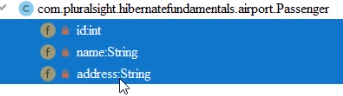 C com.pluralsight.hibernatefundamentals.airport.Passenger
f id:int
f name:String
f address:String